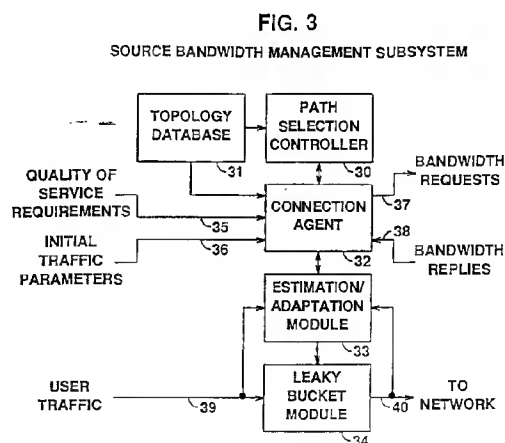 FIG. 3
SOURCE BANDWIDTH MANAGEMENT SUBSYSTEM
TOPOLOGY
DATABASE
31
PATH
SELECTION
CONTROLLER
30
QUALITY OF
SERVICE
REQUIREMENTS
35
INITIAL
TRAFFIC
PARAMETERS
36
CONNECTION
AGENT
32
BANDWIDTH
REQUESTS
37
38
BANDWIDTH
REPLIES
ESTIMATION/
ADAPTATION
MODULE
33
USER
TRAFFIC
39
LEAKY
BUCKET
MODULE
34
40
TO
NETWORK